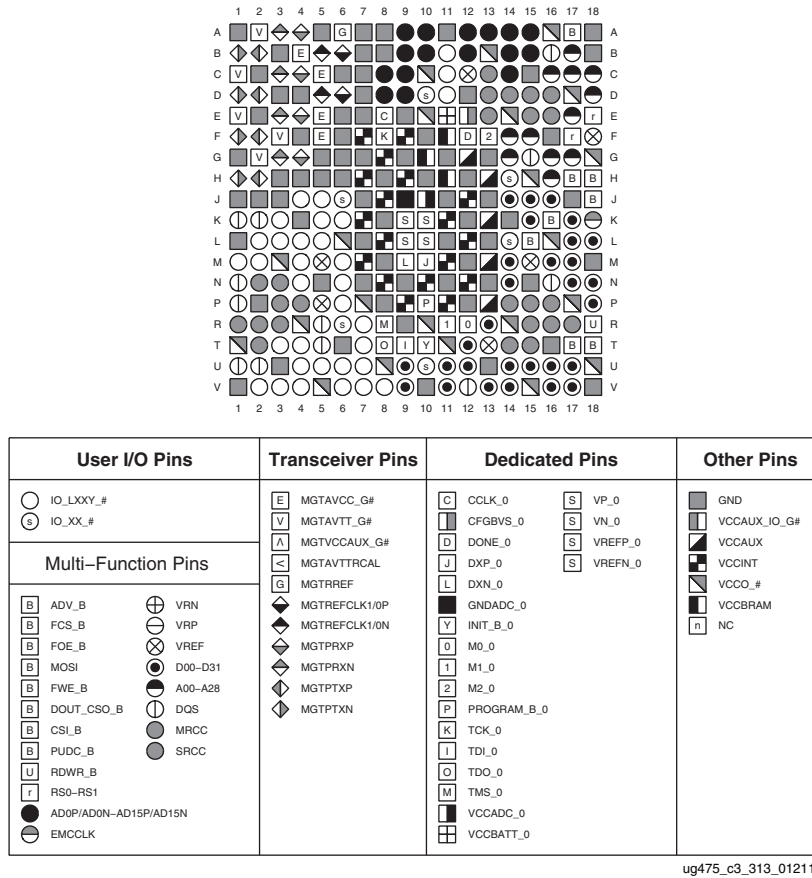 1 2 3 4 5 6 7 8 9 10 11 12 13 14 15 16 17 18
A V G B A
B E B
C V E C
D s D
E V E C r E
F V E K D 2 r F
G V G
H s B B H
J s B J
K S S B K
L S S s B L
M L J M
N N
P P P
R s M 1 0 U R
T O I Y B B T
U s U
V V
1 2 3 4 5 6 7 8 9 10 11 12 13 14 15 16 17 18
User I/O Pins
IO_LXXY_#
s IO_XX_#
Multi−Function Pins
B ADV_B
B FCS_B
B FOE_B
B MOSI
B FWE_B
B DOUT_CSO_B
B CSI_B
B PUDC_B
U RDWR_B
r RS0−RS1
AD0P/AD0N−AD15P/AD15N
EMCCLK
VRN
VRP
VREF
D00−D31
A00−A28
DQS
MRCC
SRCC
Transceiver Pins
E MGTAVCC_G#
V MGTAVTT_G#
Λ MGTVCCAUX_G#
< MGTAVTTRCAL
G MGTRREF
MGTREFCLK1/0P
MGTREFCLK1/0N
MGTPRXP
MGTPRXN
MGTPTXP
MGTPTXN
Dedicated Pins
C CCLK_0
CFGBVS_0
D DONE_0
J DXP_0
L DXN_0
GNDADC_0
Y INIT_B_0
0 M0_0
1 M1_0
2 M2_0
P PROGRAM_B_0
K TCK_0
I TDI_0
O TDO_0
M TMS_0
VCCADC_0
VCCBATT_0
S VP_0
S VN_0
S VREFP_0
S VREFN_0
Other Pins
GND
VCCAUX_IO_G#
VCCAUX
VCCINT
VCCO_#
VCCBRAM
n NC